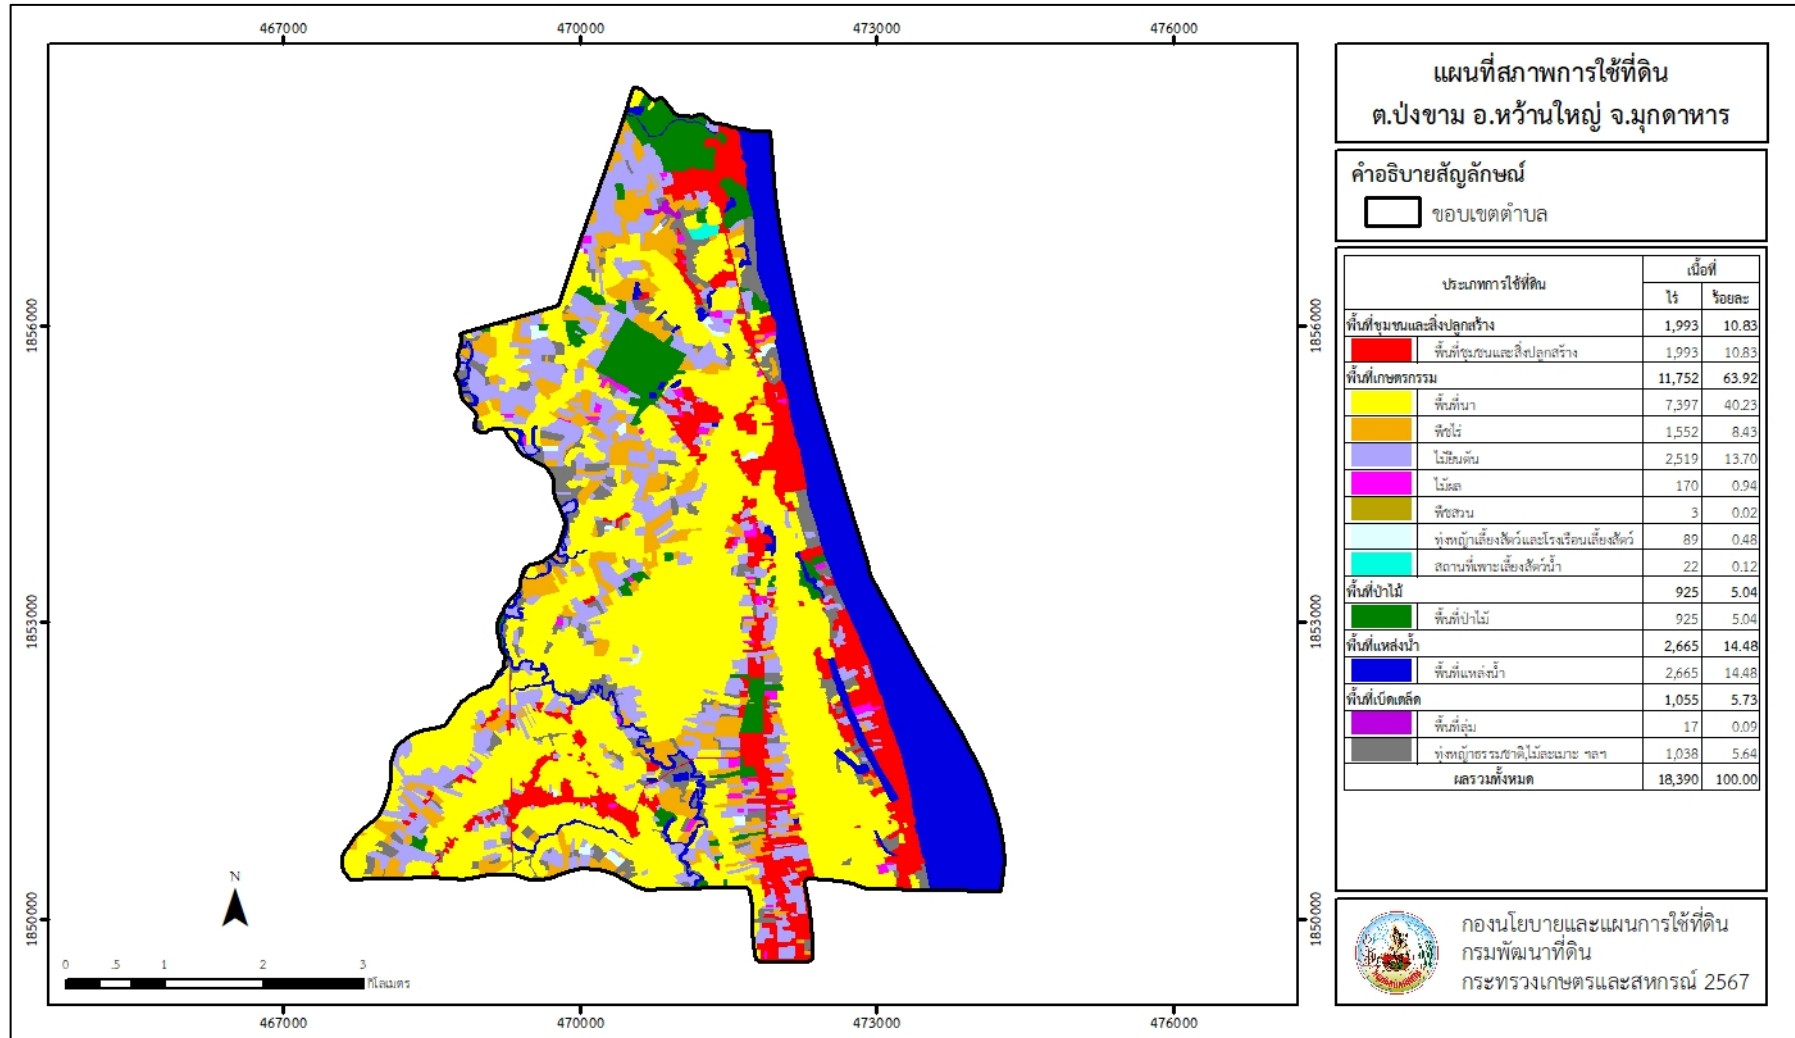 467000 470000 473000 476000
แผนที่สภาพการใช้ที่ดิน
ต.ป่งขาม อ.หว้านใหญ่ จ.มุกดาหาร
คำอธิบายสัญลักษณ์
ขอบเขตตำบล
ประเภทการใช้ที่ดิน เนื้อที่
ไร่ ร้อยละ
พื้นที่ชุมชนและสิ่งปลูกสร้าง 1,993 10.83
พื้นที่ชุมชนและสิ่งปลูกสร้าง 1,993 10.83
พื้นที่เกษตรกรรม 11,752 63.92
พื้นที่นา 7,397 40.23
พืชไร่ 1,552 8.43
ไม้ยืนต้น 2,519 13.70
ไม้ผล 170 0.94
พืชสวน 3 0.02
ทุ่งหญ้าเลี้ยงสัตว์และโรงเรือนเลี้ยงสัตว์ 89 0.48
สถานที่เพาะเลี้ยงสัตว์น้ำ 22 0.12
พื้นที่ป่าไม้ 925 5.04
พื้นที่ป่าไม้ 925 5.04
พื้นที่แหล่งน้ำ 2,665 14.48
พื้นที่แหล่งน้ำ 2,665 14.48
พื้นที่เบ็ดเตล็ด 1,055 5.73
พื้นที่ลุ่ม 17 0.09
ทุ่งหญ้าธรรมชาติ,ไม้ละเมาะ ฯลฯ 1,038 5.64
ผลรวมทั้งหมด 18,390 100.00
กองนโยบายและแผนการใช้ที่ดิน
กรมพัฒนาที่ดิน
กระทรวงเกษตรและสหกรณ์ 2567
1856000 1856000
1853000 1853000
1850000 1850000
N
0 .5 1 2 3
กิโลเมตร
467000 470000 473000 476000